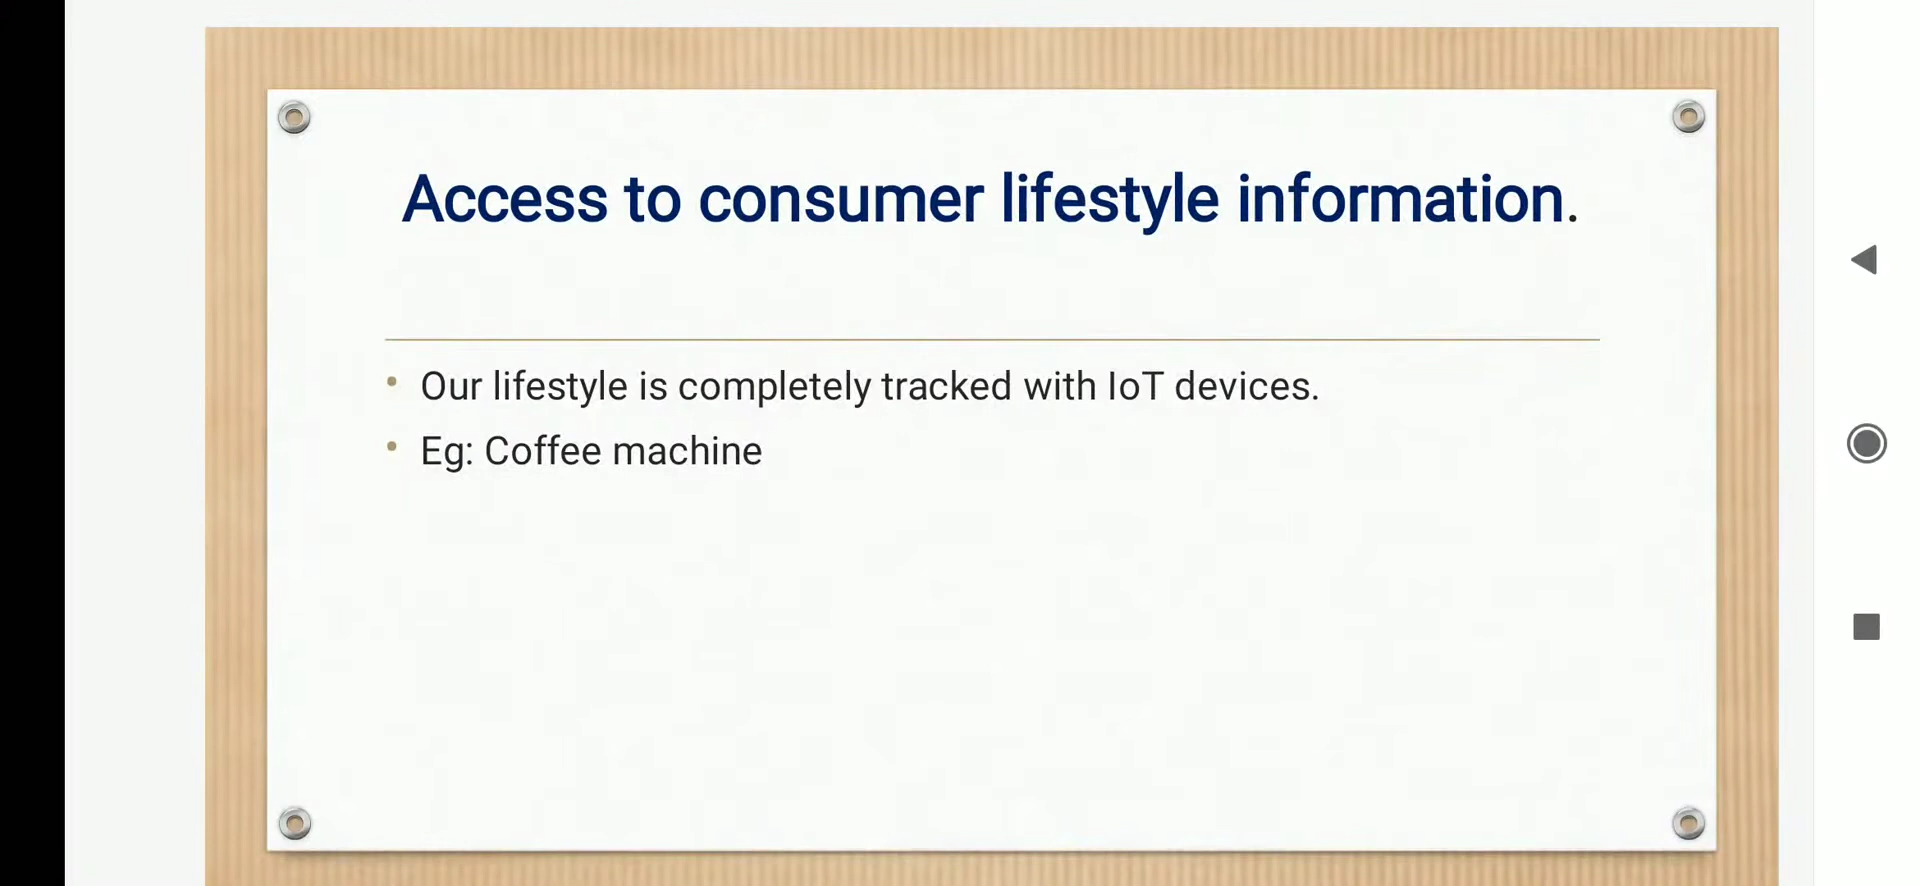 Access to consumer lifestyle information.
• Our lifestyle is completely tracked with IoT devices.
• Eg: Coffee machine